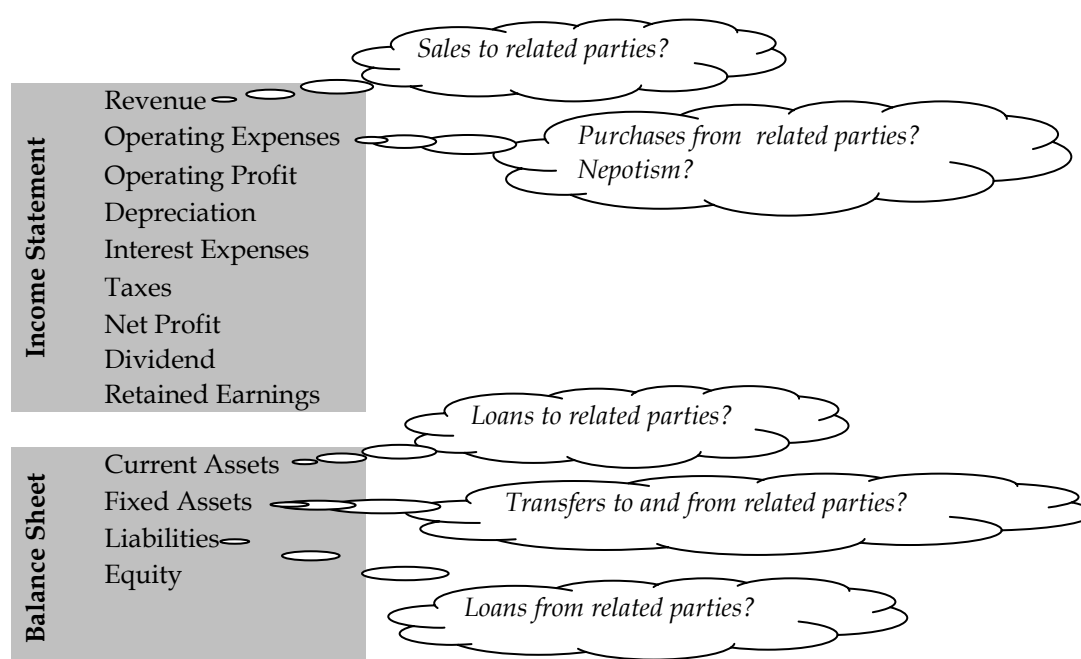 Sales to related parties?
Income Statement
Revenue
Operating Expenses
Purchases from related parties?
Nepotism?
Operating Profit
Depreciation
Interest Expenses
Taxes
Net Profit
Dividend
Retained Earnings
Loans to related parties?
Balance Sheet
Current Assets
Fixed Assets
Transfers to and from related parties?
Liabilities
Equity
Loans from related parties?